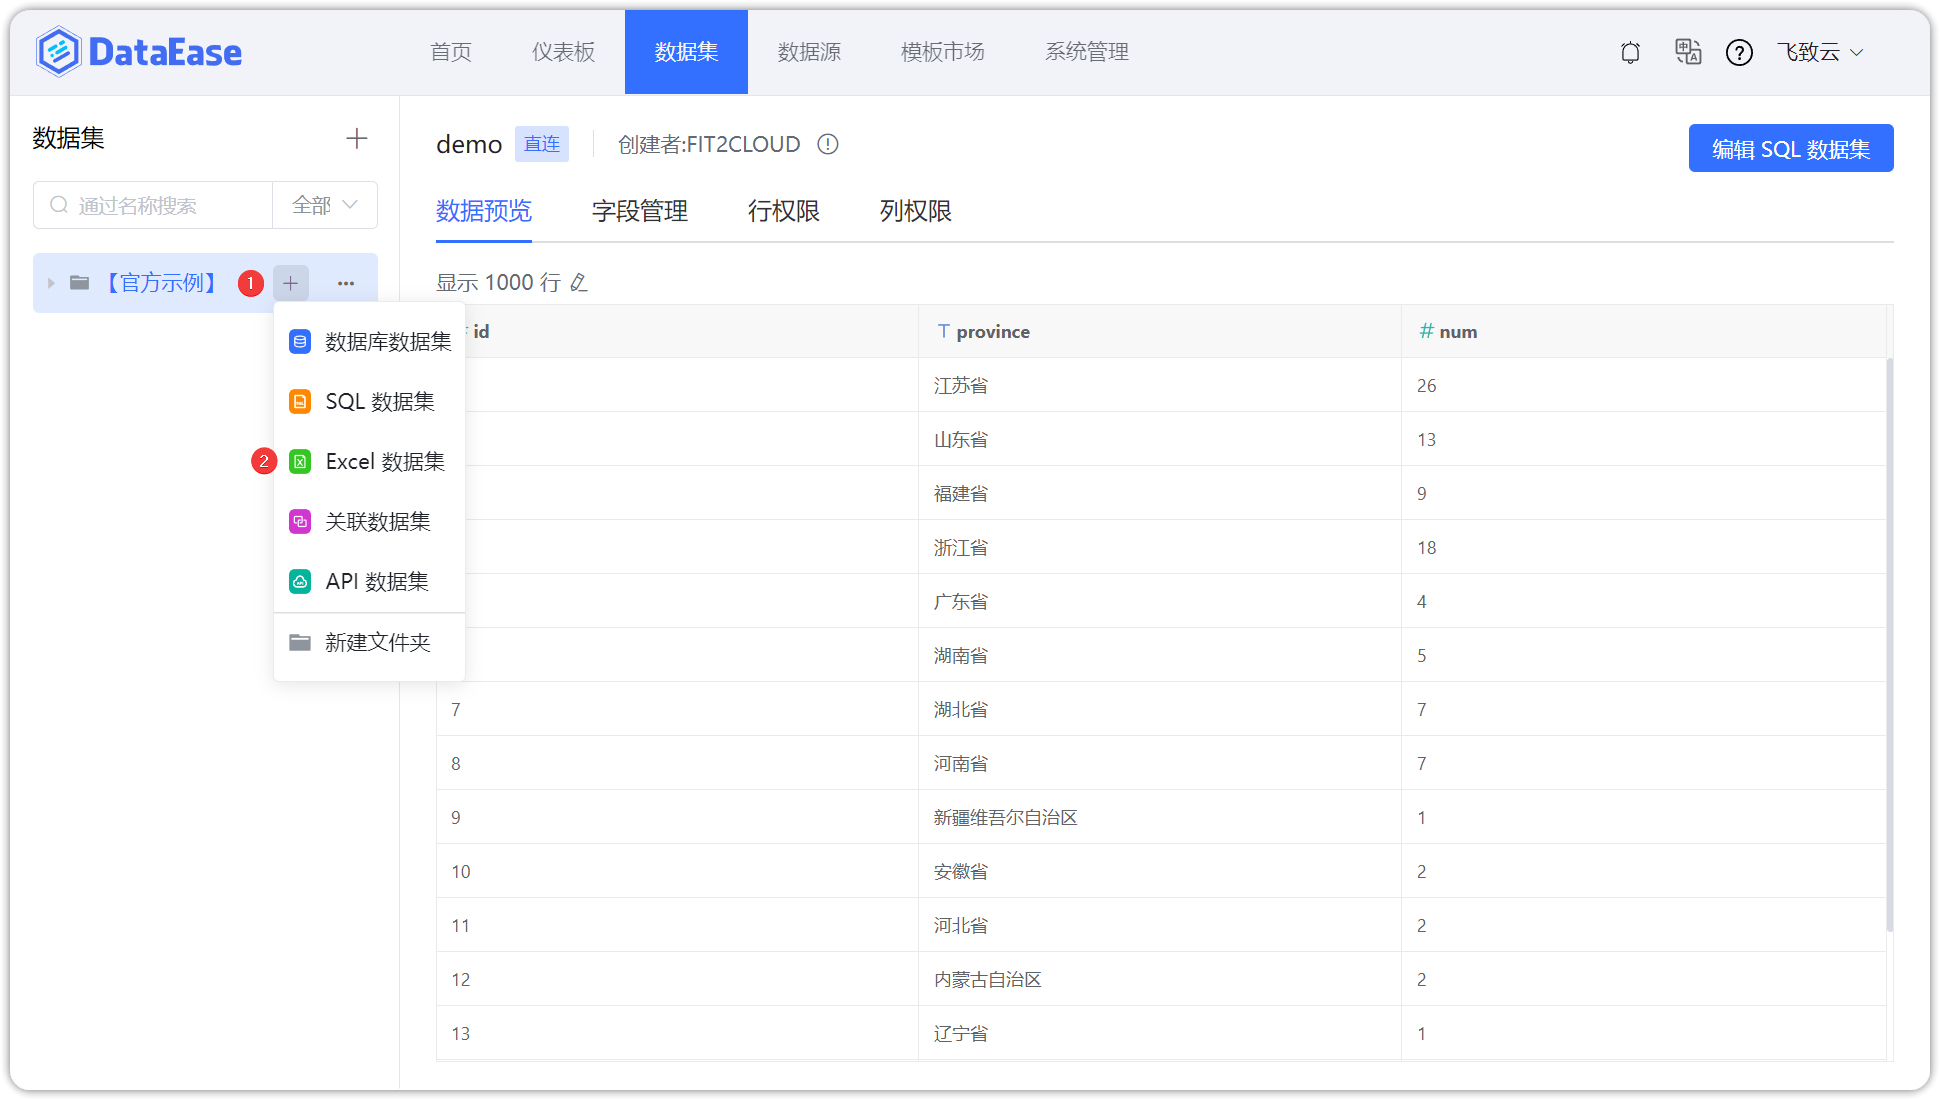 DataEase 首页 仪表板 数据集 数据源 模板市场 系统管理 飞致云
数据集
通过名称搜索 全部
【官方示例】 1
数据库数据集
SQL 数据集
2 Excel 数据集
关联数据集
API 数据集
新建文件夹
demo 直连 创建者:FIT2CLOUD 编辑 SQL 数据集
数据预览 字段管理 行权限 列权限
显示 1000 行
id T province # num
江苏省 26
山东省 13
福建省 9
浙江省 18
广东省 4
湖南省 5
7 湖北省 7
8 河南省 7
9 新疆维吾尔自治区 1
10 安徽省 2
11 河北省 2
12 内蒙古自治区 2
13 辽宁省 1